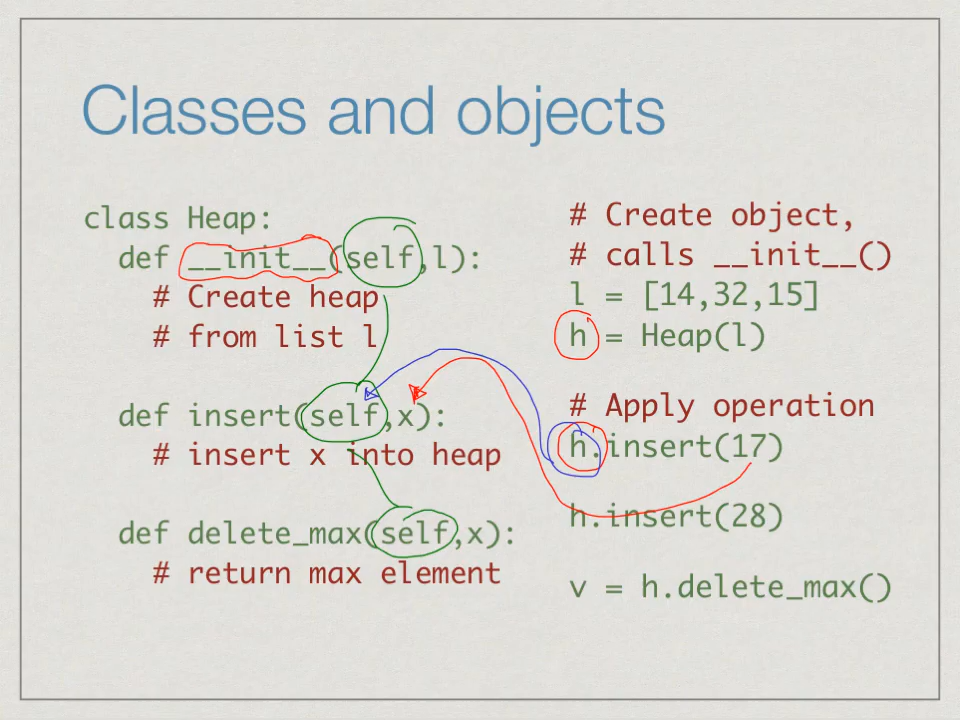 Classes and objects
class Heap:
def __init__(self,l):
# Create heap
# from list l
def insert(self,x):
# insert x into heap
def delete_max(self,x):
# return max element
# Create object,
# calls __init__()
l = [14,32,15]
h = Heap(l)
# Apply operation
h.insert(17)
h.insert(28)
v = h.delete_max()